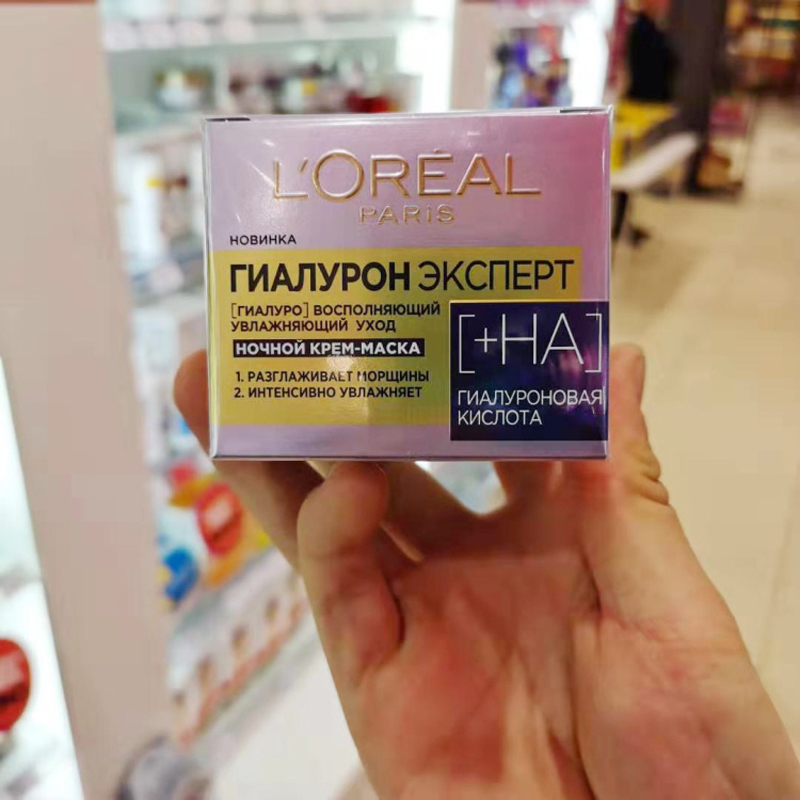 L'ORÉAL
PARIS
НОВИНКА
ГИАЛУРОН ЭКСПЕРТ
[ГИАЛУРО] ВОСПОЛНЯЮЩИЙ
УВЛАЖНЯЮЩИЙ УХОД
НОЧНОЙ КРЕМ-МАСКА
1. РАЗГЛАЖИВАЕТ МОРЩИНЫ
2. ИНТЕНСИВНО УВЛАЖНЯЕТ
[+HA]
ГИАЛУРОНОВАЯ
КИСЛОТА